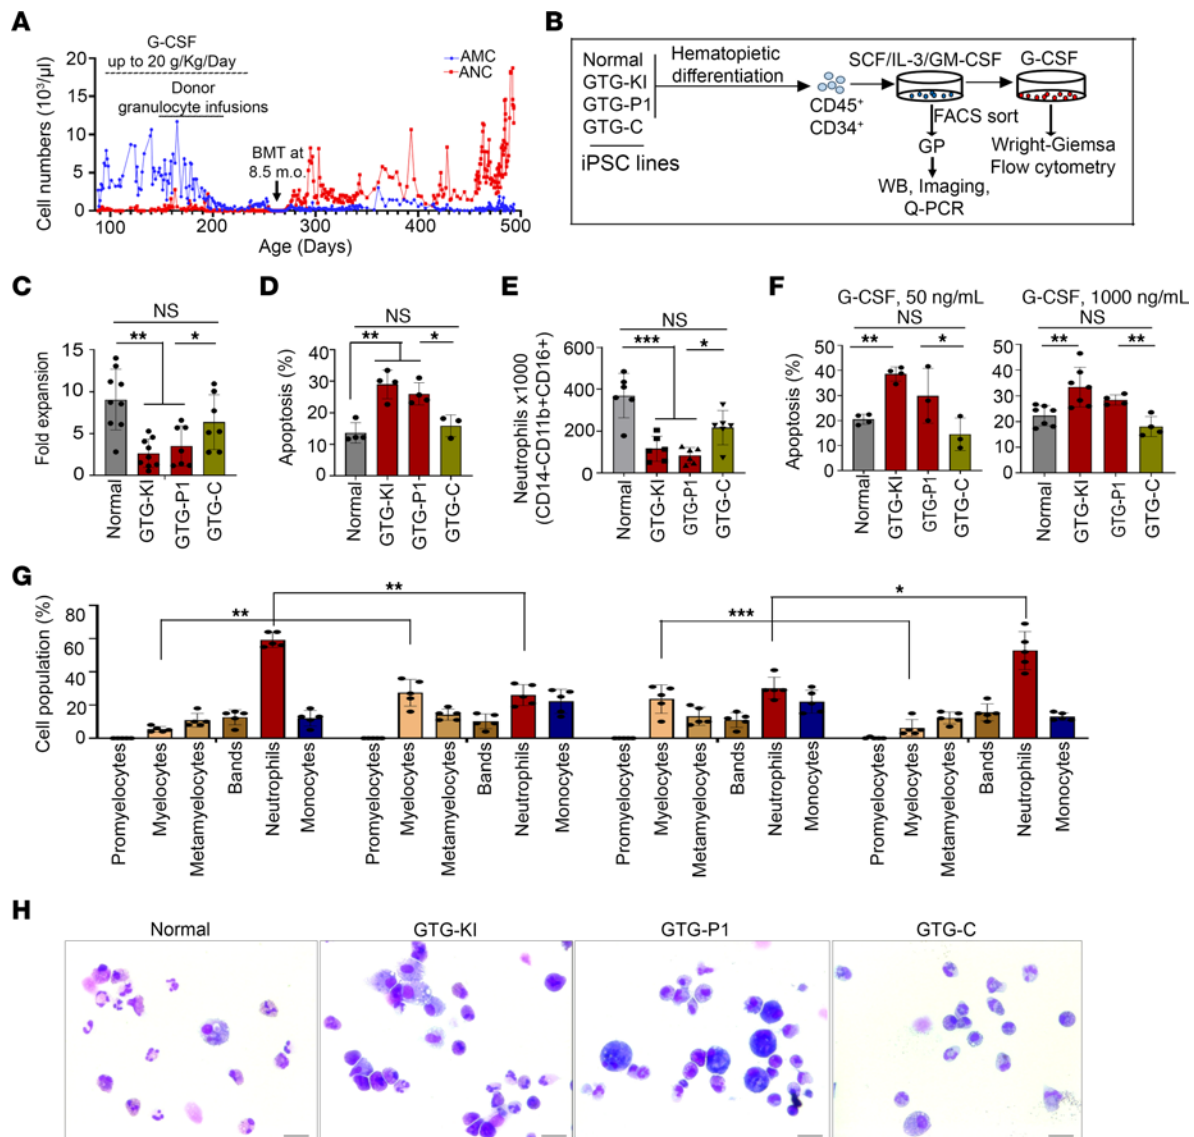 A
G-CSF
up to 20 g/Kg/Day
Donor
granulocyte infusions
AMC
ANC
BMT at
8.5 m.o.
Cell numbers (10³/µl)
20
15
10
5
0
100
200
300
400
500
Age (Days)
B
Normal
GTG-KI
GTG-P1
GTG-C
iPSC lines
Hematopietic
differentiation
CD45⁺
CD34⁺
SCF/IL-3/GM-CSF
G-CSF
FACS sort
GP
WB, Imaging,
Q-PCR
Wright-Giemsa
Flow cytometry
C
NS
** *
Fold expansion
15
10
5
0
Normal
GTG-KI
GTG-P1
GTG-C
D
NS
** *
Apoptosis (%)
40
30
20
10
0
Normal
GTG-KI
GTG-P1
GTG-C
E
NS
*** *
Neutrophils x1000
(CD14-CD11b+CD16+)
600
400
200
0
Normal
GTG-KI
GTG-P1
GTG-C
F
G-CSF, 50 ng/mL
NS
** *
Apoptosis (%)
50
40
30
20
10
0
Normal
GTG-KI
GTG-P1
GTG-C
G-CSF, 1000 ng/mL
NS
** **
50
40
30
20
10
0
Normal
GTG-KI
GTG-P1
GTG-C
G
Cell population (%)
80
60
40
20
0
** ** *** *
Promyelocytes
Myelocytes
Metamyelocytes
Bands
Neutrophils
Monocytes
Promyelocytes
Myelocytes
Metamyelocytes
Bands
Neutrophils
Monocytes
Promyelocytes
Myelocytes
Metamyelocytes
Bands
Neutrophils
Monocytes
Promyelocytes
Myelocytes
Metamyelocytes
Bands
Neutrophils
Monocytes
H
Normal
GTG-KI
GTG-P1
GTG-C